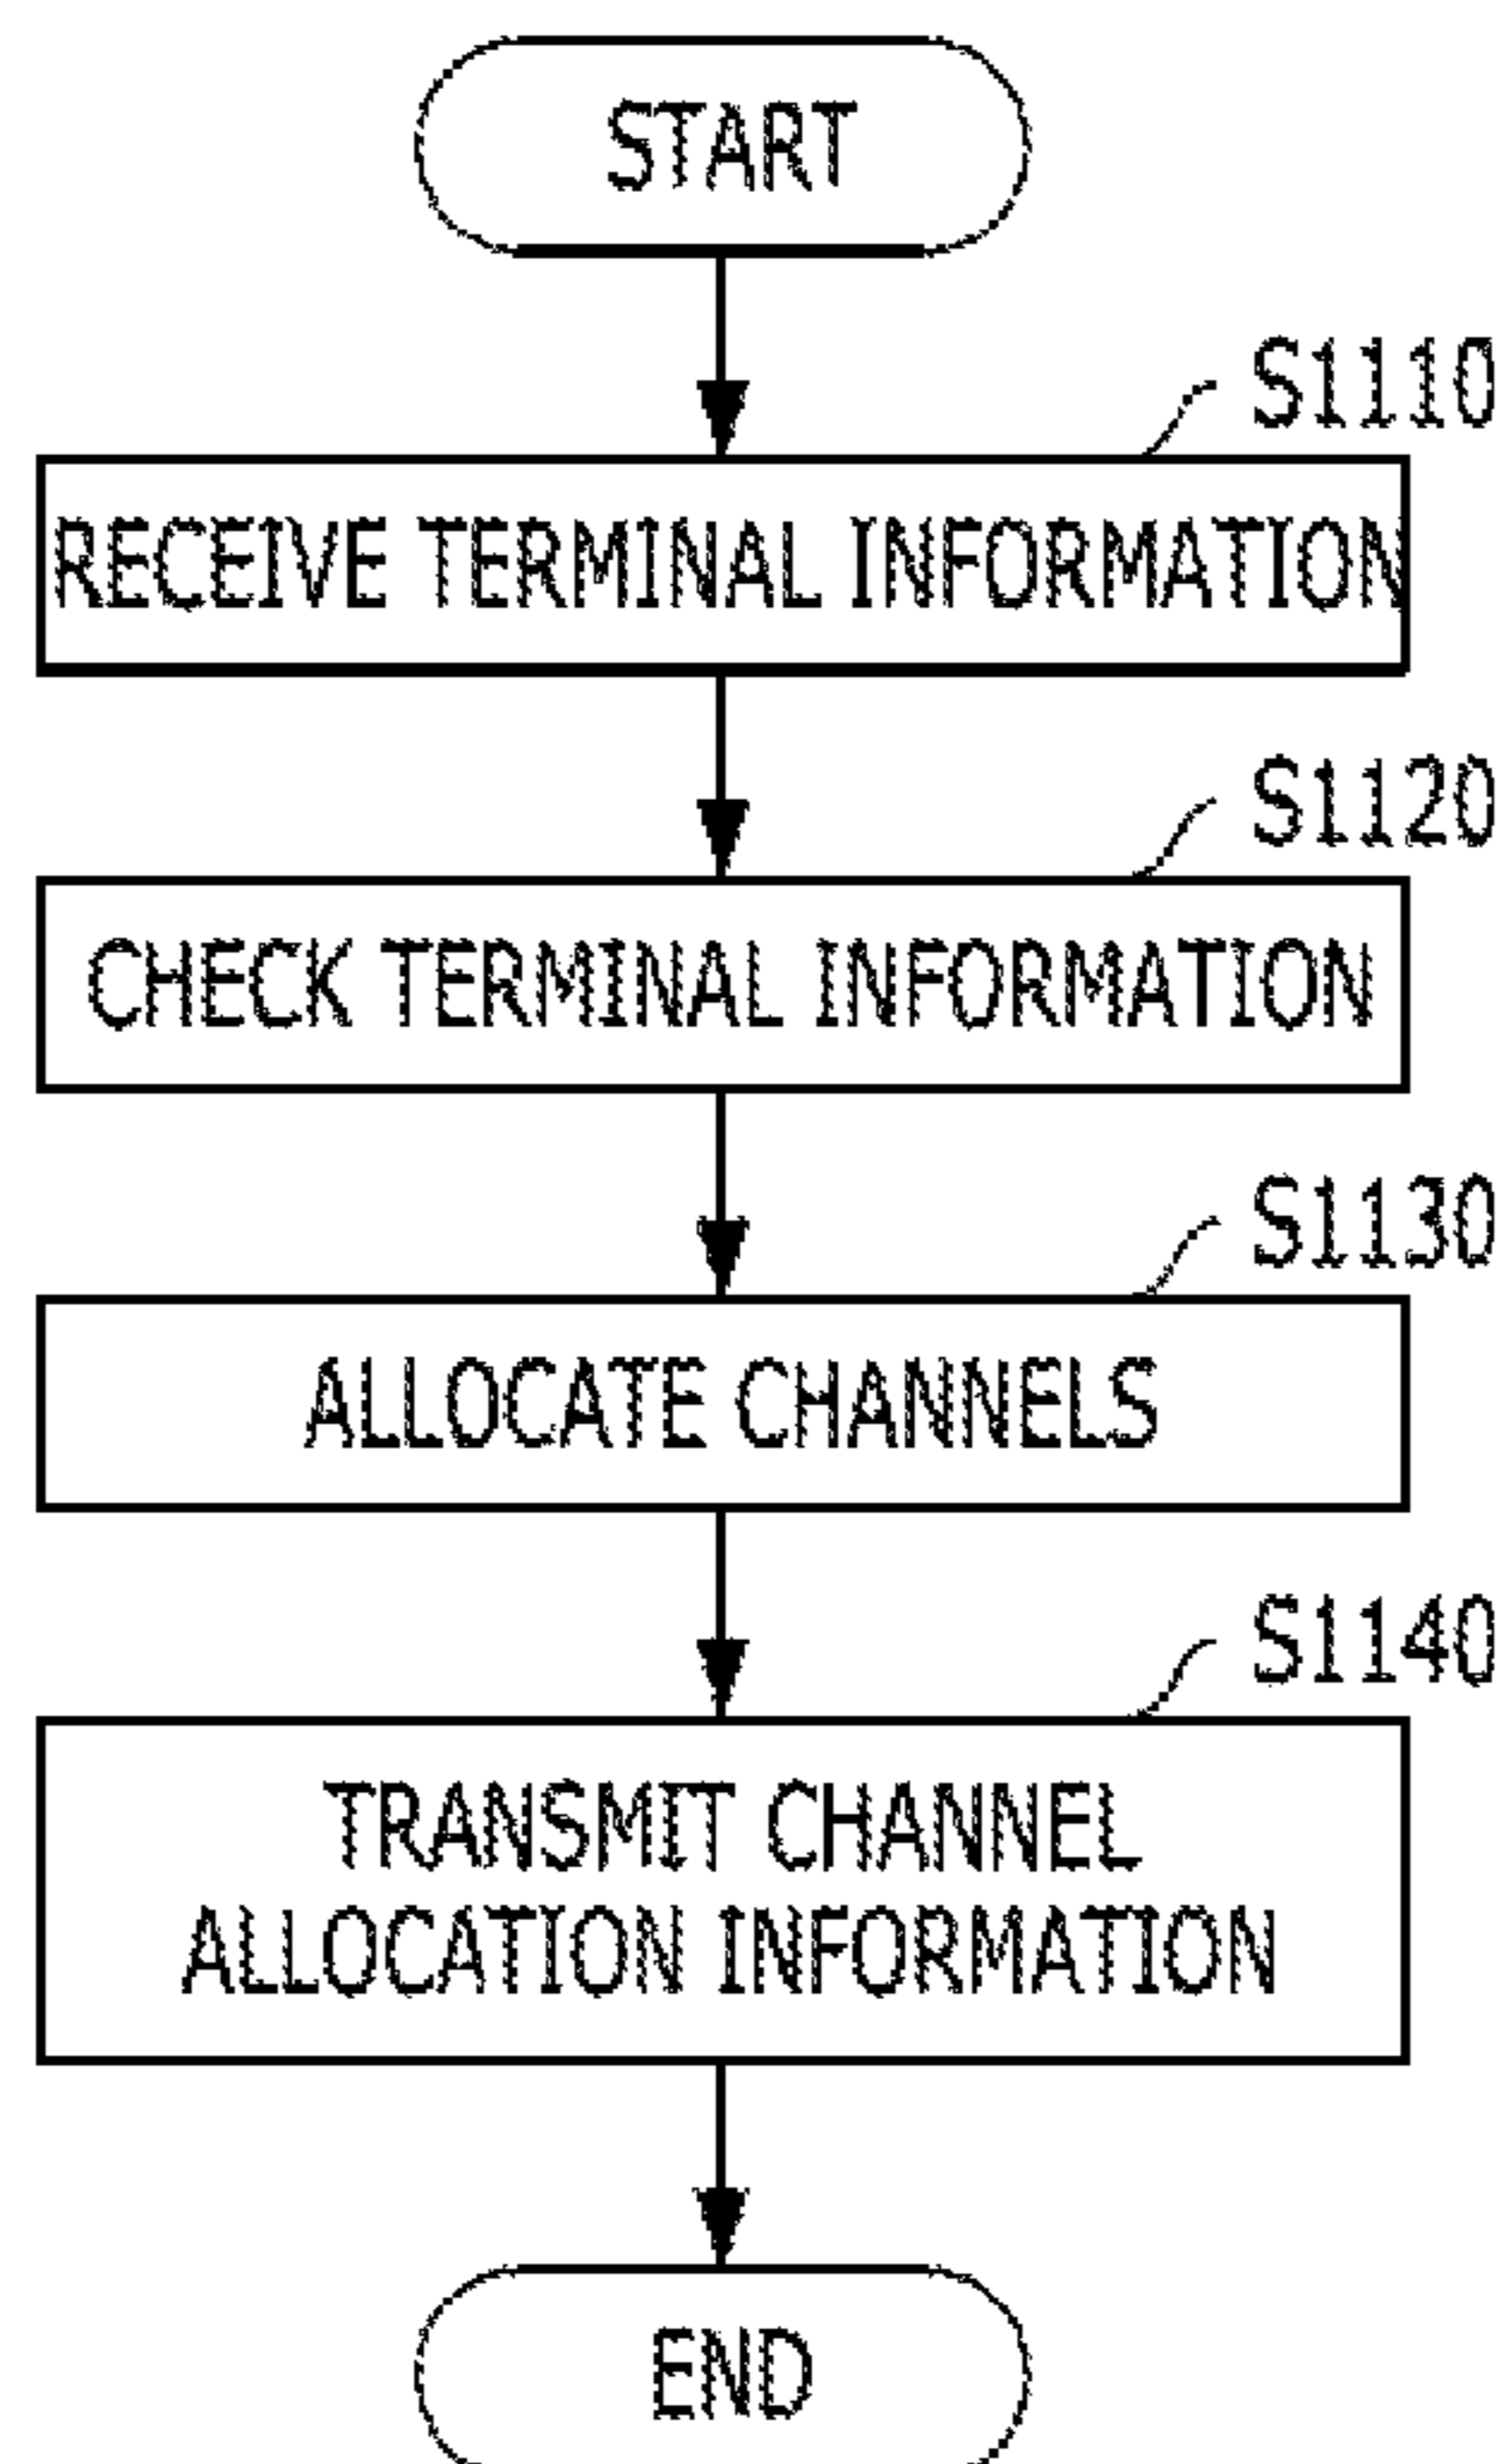 START
S1110
RECEIVE TERMINAL INFORMATION
S1120
CHECK TERMINAL INFORMATION
S1130
ALLOCATE CHANNELS
S1140
TRANSMIT CHANNEL
ALLOCATION INFORMATION
END